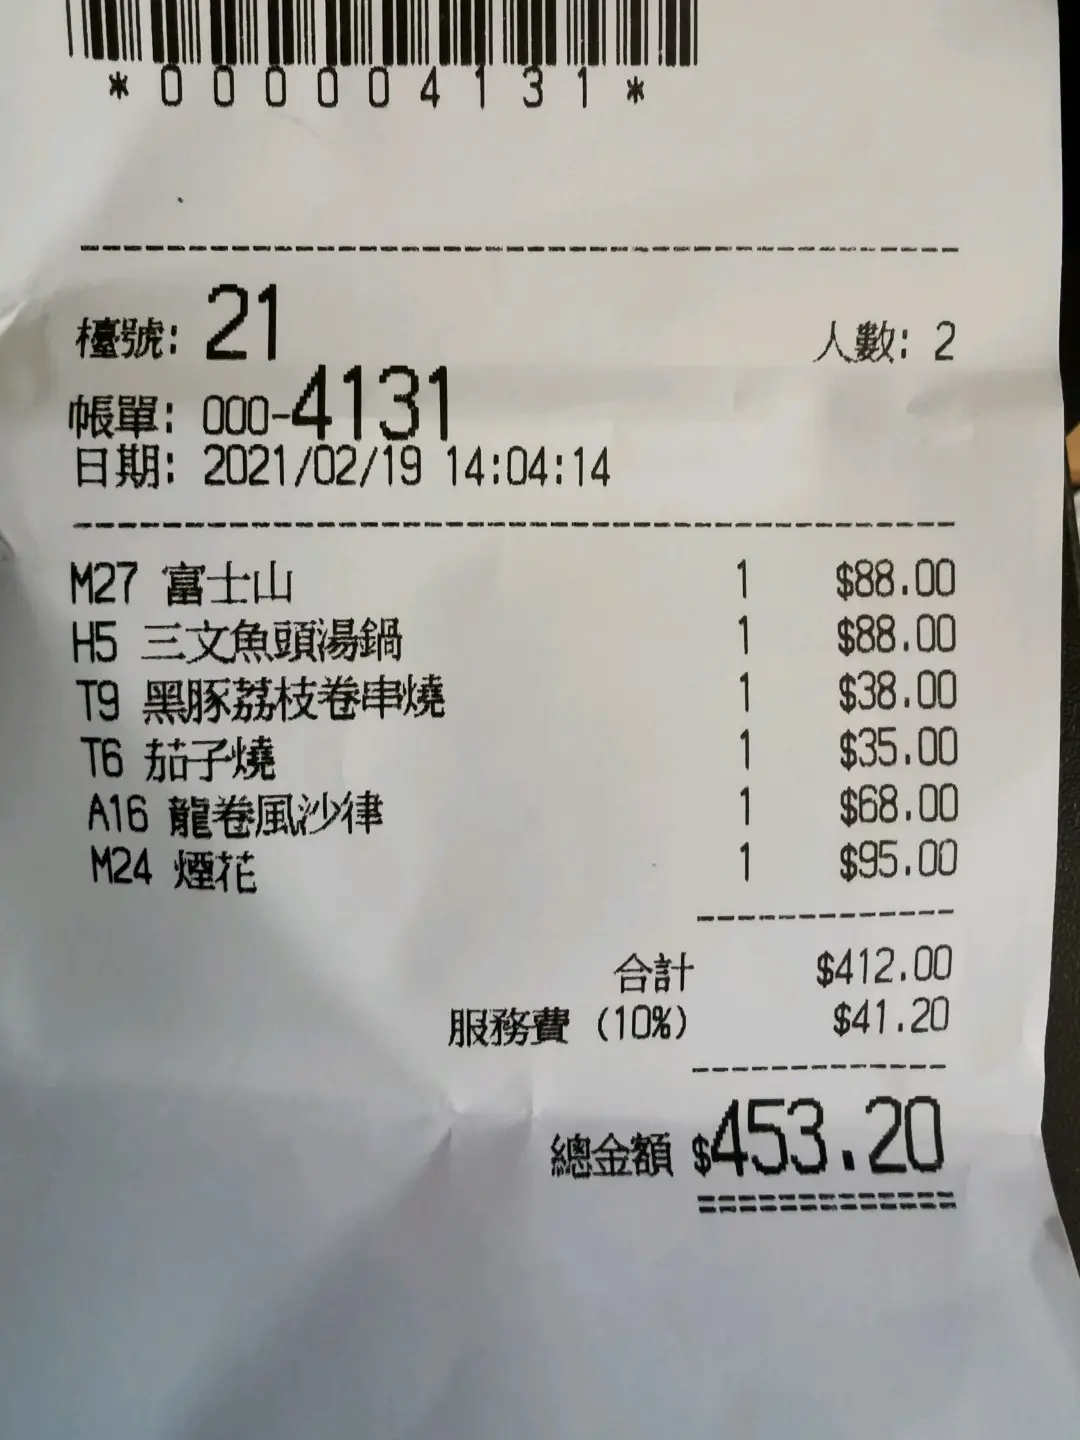 *000004131*
檯號: 21 人數: 2
帳單: 000-4131
日期: 2021/02/19 14:04:14
M27 富士山 1 $88.00
H5 三文魚頭湯鍋 1 $88.00
T9 黑豚荔枝卷串燒 1 $38.00
T6 茄子燒 1 $35.00
A16 龍卷風沙律 1 $68.00
M24 煙花 1 $95.00
合計 $412.00
服務費 (10%) $41.20
總金額 $453.20